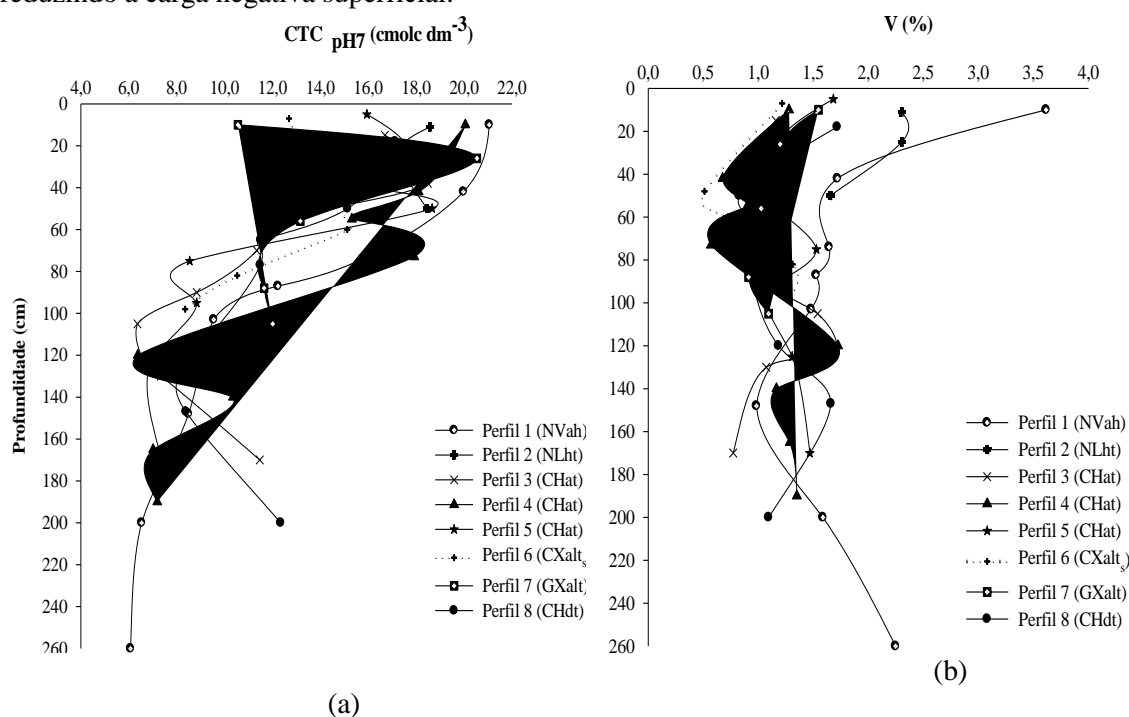 reduzindo a carga negativa superficial.
CTC pH7 (cmolc dm-3)
4,0 6,0 8,0 10,0 12,0 14,0 16,0 18,0 20,0 22,0
0
20
40
60
80
100
120
140
160
180
200
220
240
260
Profundidade (cm)
Perfil 1 (NVah)
Perfil 2 (NLht)
Perfil 3 (CHat)
Perfil 4 (CHat)
Perfil 5 (CHat)
Perfil 6 (CXalts)
Perfil 7 (GXalt)
Perfil 8 (CHdt)
(a)
V (%)
0,0 0,5 1,0 1,5 2,0 2,5 3,0 3,5 4,0
0
20
40
60
80
100
120
140
160
180
200
220
240
260
Perfil 1 (NVah)
Perfil 2 (NLht)
Perfil 3 (CHat)
Perfil 4 (CHat)
Perfil 5 (CHat)
Perfil 6 (CXalts)
Perfil 7 (GXalt)
Perfil 8 (CHdt)
(b)